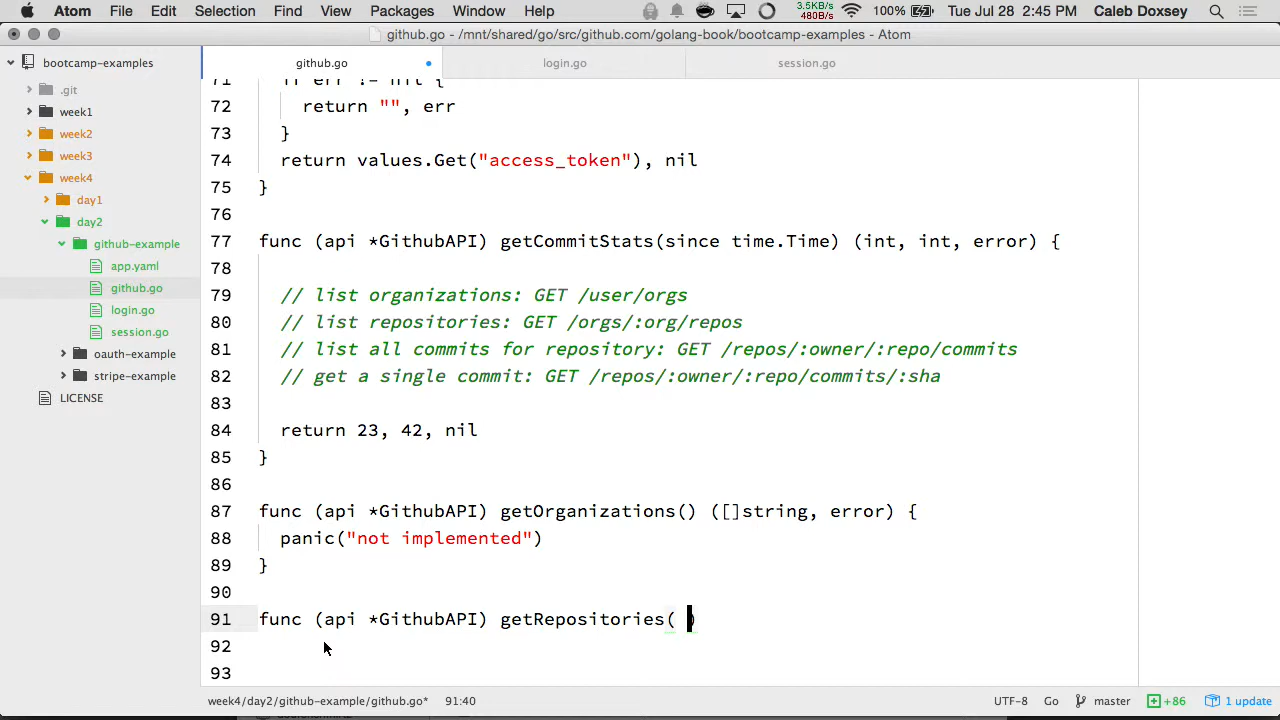 Atom File Edit Selection Find View Packages Window Help 3.5KB/s 480B/s 100% Tue Jul 28 2:45 PM Caleb Doxsey
github.go - /mnt/shared/go/src/github.com/golang-book/bootcamp-examples - Atom
bootcamp-examples
.git
week1
week2
week3
week4
day1
day2
github-example
app.yaml
github.go
login.go
session.go
oauth-example
stripe-example
LICENSE
github.go login.go session.go
71 if err != nil {
72 return "", err
73 }
74 return values.Get("access_token"), nil
75 }
76
77 func (api *GithubAPI) getCommitStats(since time.Time) (int, int, error) {
78
79 // list organizations: GET /user/orgs
80 // list repositories: GET /orgs/:org/repos
81 // list all commits for repository: GET /repos/:owner/:repo/commits
82 // get a single commit: GET /repos/:owner/:repo/commits/:sha
83
84 return 23, 42, nil
85 }
86
87 func (api *GithubAPI) getOrganizations() ([]string, error) {
88 panic("not implemented")
89 }
90
91 func (api *GithubAPI) getRepositories( )
92
93
week4/day2/github-example/github.go* 91:40 UTF-8 Go master +86 1 update